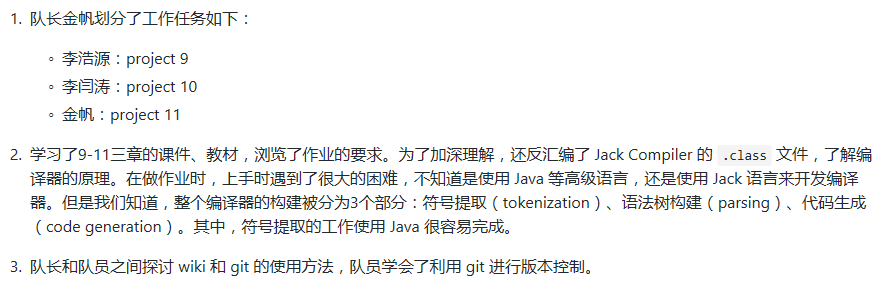 1. 队长金帆划分了工作任务如下：
◦ 李浩源：project 9
◦ 李闫涛：project 10
◦ 金帆：project 11
2. 学习了9-11三章的课件、教材，浏览了作业的要求。为了加深理解，还反汇编了 Jack Compiler 的 .class 文件，了解编
译器的原理。在做作业时，上手时遇到了很大的困难，不知道是使用 Java 等高级语言，还是使用 Jack 语言来开发编译
器。但是我们知道，整个编译器的构建被分为3个部分：符号提取（tokenization）、语法树构建（parsing）、代码生成
（code generation）。其中，符号提取的工作使用 Java 很容易完成。
3. 队长和队员之间探讨 wiki 和 git 的使用方法，队员学会了利用 git 进行版本控制。